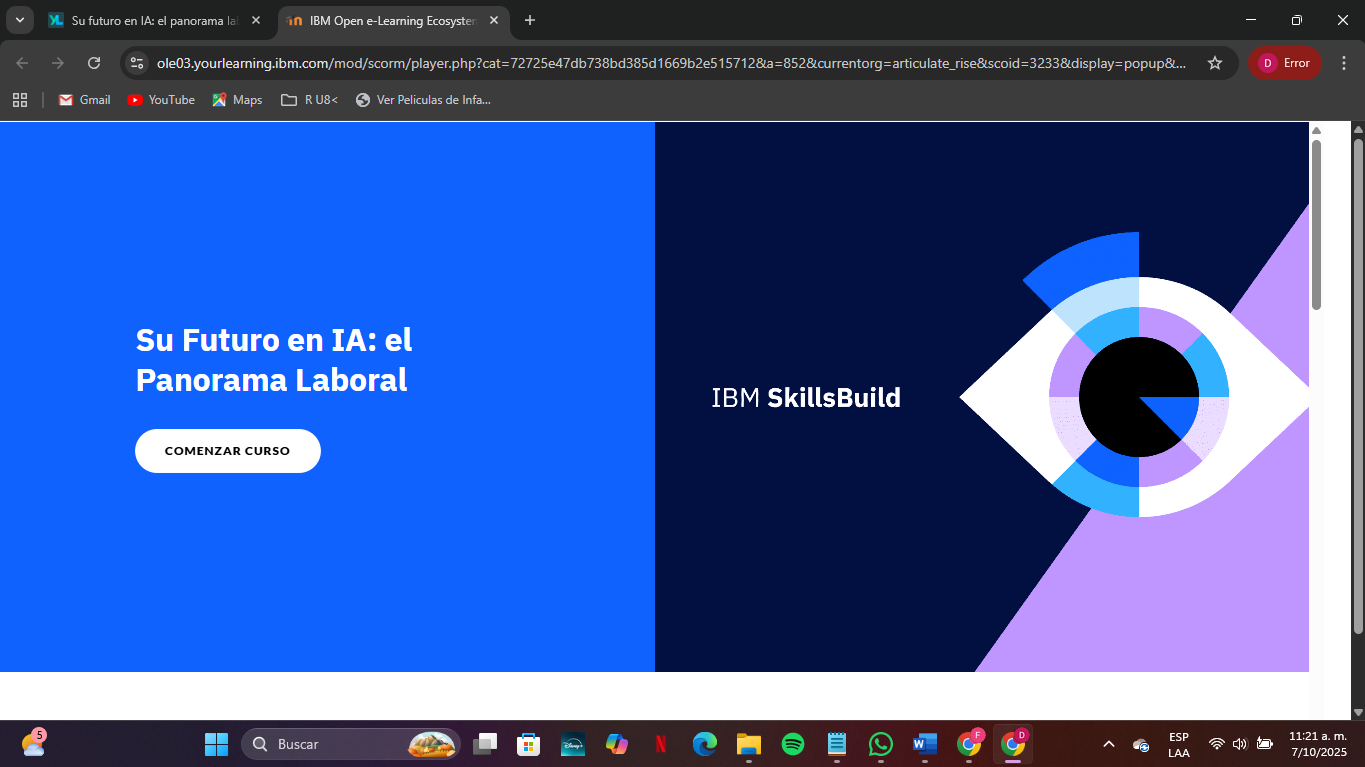 Su futuro en IA: el panorama la
IBM Open e-Learning Ecosystem
ole03.yourlearning.ibm.com/mod/scorm/player.php?cat=72725e47db738bd385d1669b2e515712&a=852&currentorg=articulate_rise&scoid=3233&display=popup&...
D Error
Gmail
YouTube
Maps
R U8<
Ver Peliculas de Infa...
Su Futuro en IA: el
Panorama Laboral
COMENZAR CURSO
IBM SkillsBuild
5
Buscar
Disney+
N
W
F
D
ESP
LAA
11:21 a. m.
7/10/2025